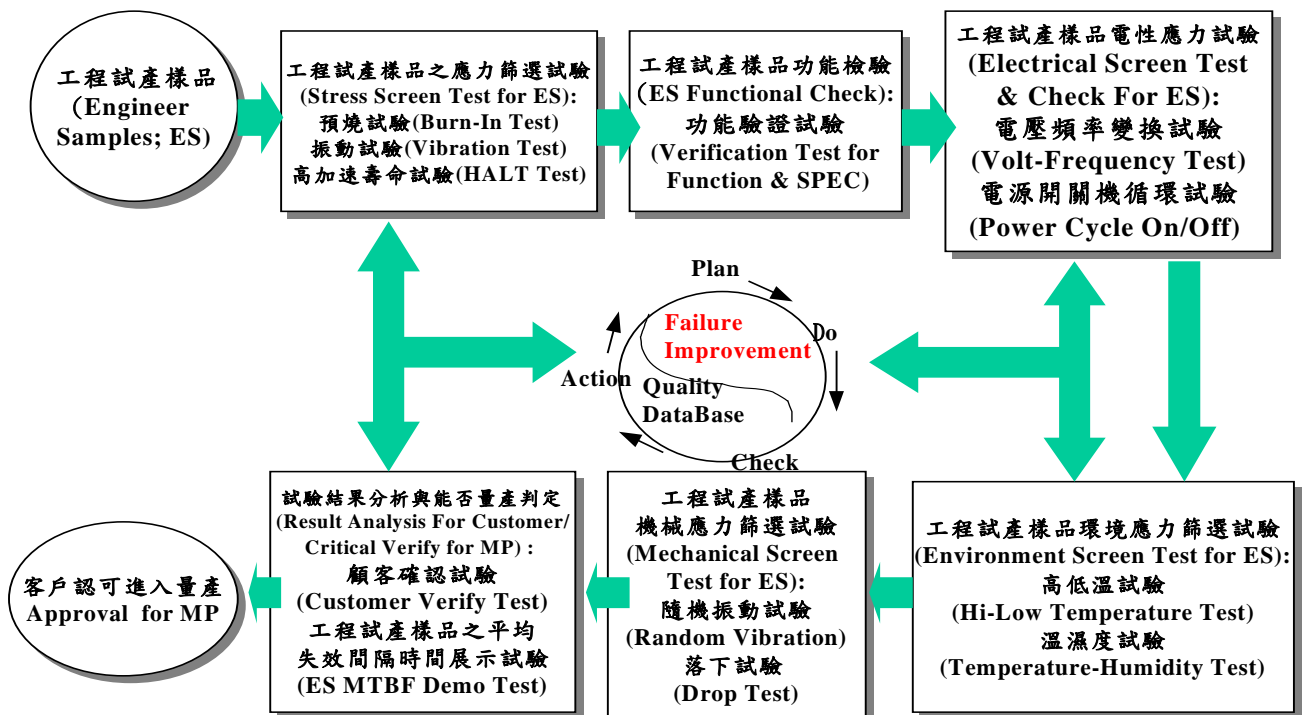 工程試產樣品
（Engineer
Samples; ES)
工程試產樣品之應力篩選試驗
(Stress Screen Test for ES):
預燒試驗(Burn-In Test)
振動試驗(Vibration Test)
高加速壽命試驗(HALT Test)
工程試產樣品功能檢驗
（ES Functional Check):
功能驗證試驗
(Verification Test for
Function & SPEC)
工程試產樣品電性應力試驗
(Electrical Screen Test
& Check For ES):
電壓頻率變換試驗
(Volt-Frequency Test)
電源開關機循環試驗
(Power Cycle On/Off)
Plan
Do
Check
Action
Failure
Improvement
Quality
DataBase
工程試產樣品環境應力篩選試驗
(Environment Screen Test for ES):
高低溫試驗
(Hi-Low Temperature Test)
溫濕度試驗
(Temperature-Humidity Test)
工程試產樣品
機械應力篩選試驗
(Mechanical Screen
Test for ES):
隨機振動試驗
(Random Vibration)
落下試驗
(Drop Test)
試驗結果分析與能否量產判定
(Result Analysis For Customer/
Critical Verify for MP) :
顧客確認試驗
(Customer Verify Test)
工程試產樣品之平均
失效間隔時間展示試驗
(ES MTBF Demo Test)
客戶認可進入量產
Approval for MP